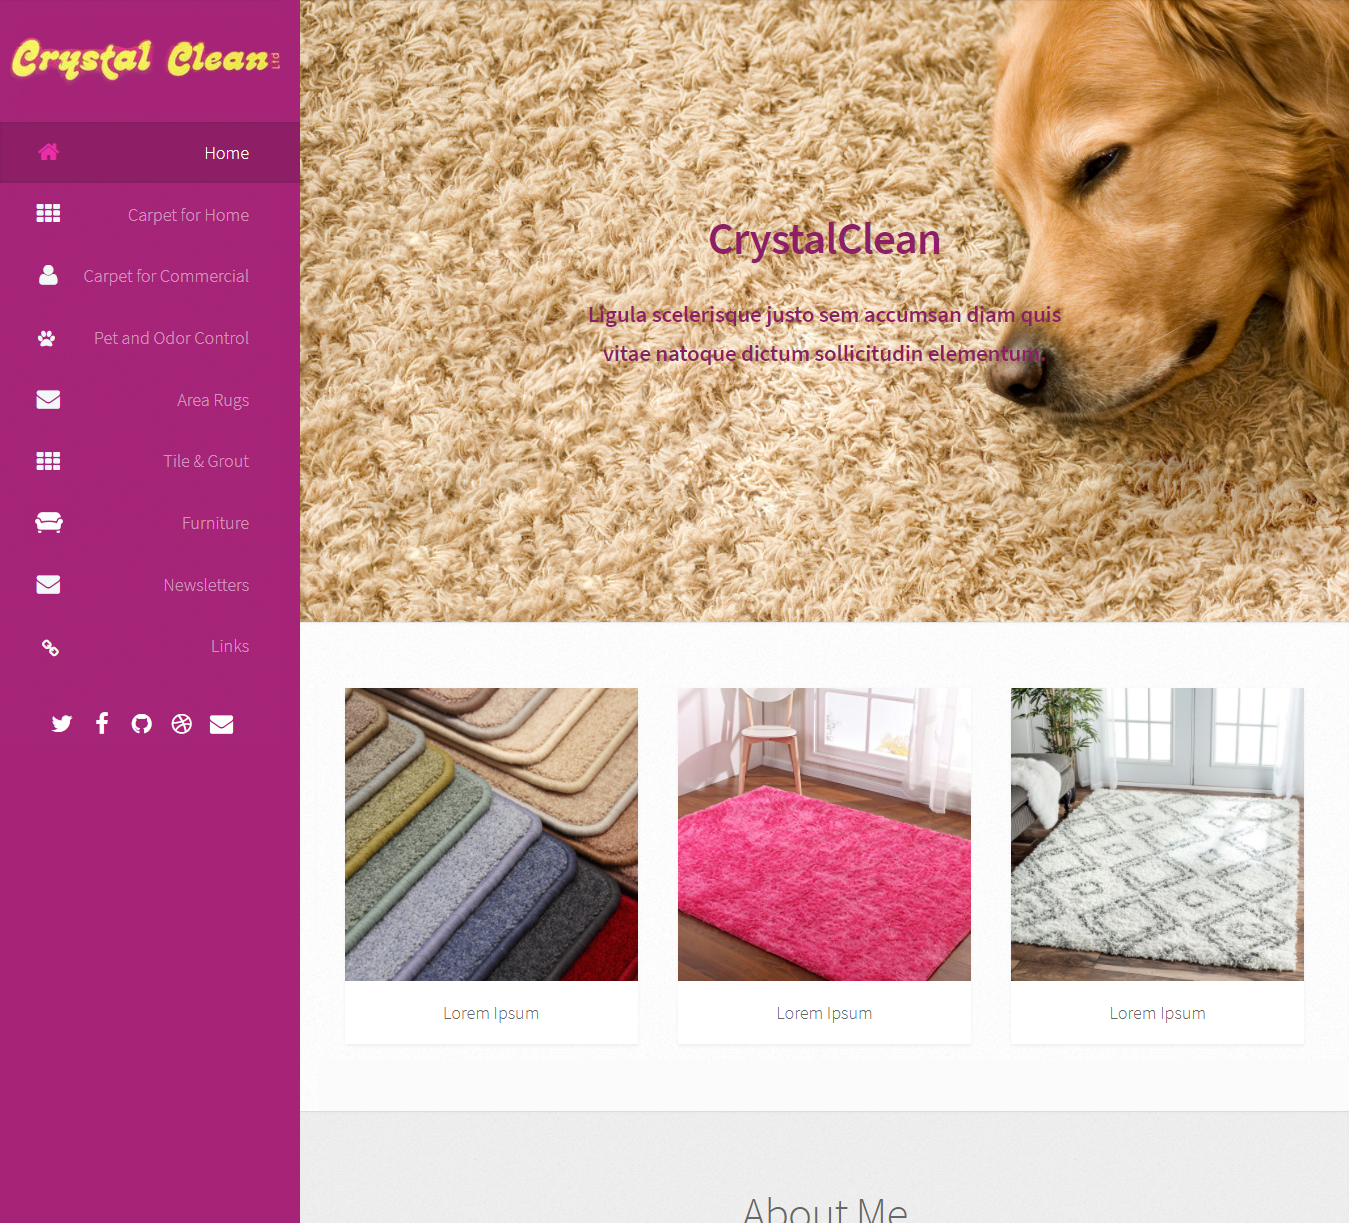 Crystal Clean Ltd
Home
Carpet for Home
Carpet for Commercial
Pet and Odor Control
Area Rugs
Tile & Grout
Furniture
Newsletters
Links
CrystalClean
Ligula scelerisque justo sem accumsan diam quis
vitae natoque dictum sollicitudin elementum.
Lorem Ipsum
Lorem Ipsum
Lorem Ipsum
About Me